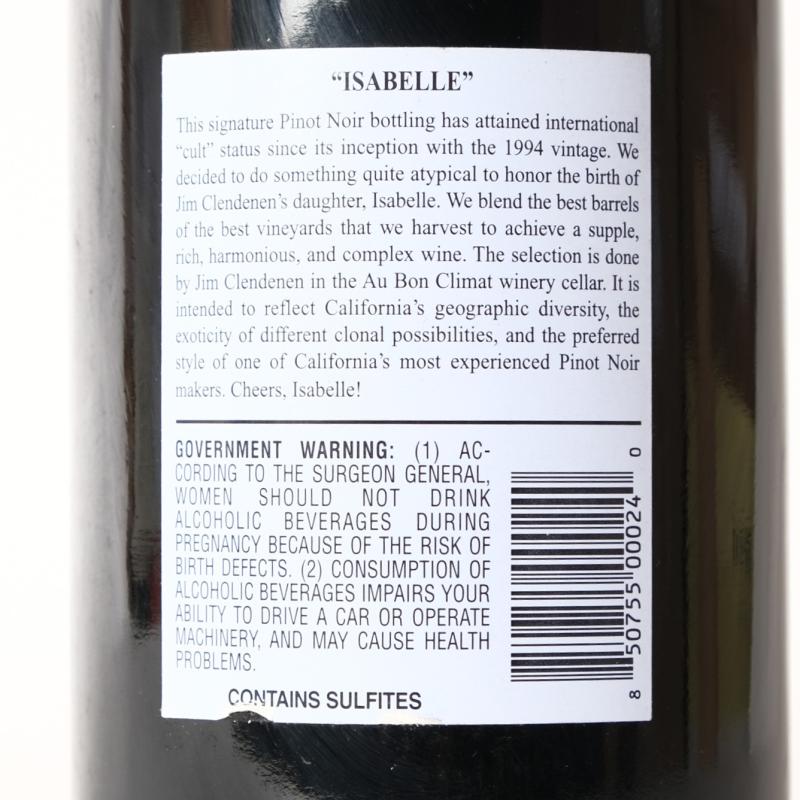 “ISABELLE”
This signature Pinot Noir bottling has attained international
“cult” status since its inception with the 1994 vintage. We
decided to do something quite atypical to honor the birth of
Jim Clendenen’s daughter, Isabelle. We blend the best barrels
of the best vineyards that we harvest to achieve a supple,
rich, harmonious, and complex wine. The selection is done
by Jim Clendenen in the Au Bon Climat winery cellar. It is
intended to reflect California’s geographic diversity, the
exoticity of different clonal possibilities, and the preferred
style of one of California’s most experienced Pinot Noir
makers. Cheers, Isabelle!
GOVERNMENT WARNING: (1) AC-
CORDING TO THE SURGEON GENERAL,
WOMEN SHOULD NOT DRINK
ALCOHOLIC BEVERAGES DURING
PREGNANCY BECAUSE OF THE RISK OF
BIRTH DEFECTS. (2) CONSUMPTION OF
ALCOHOLIC BEVERAGES IMPAIRS YOUR
ABILITY TO DRIVE A CAR OR OPERATE
MACHINERY, AND MAY CAUSE HEALTH
PROBLEMS.
CONTAINS SULFITES
8 50755 00024 0